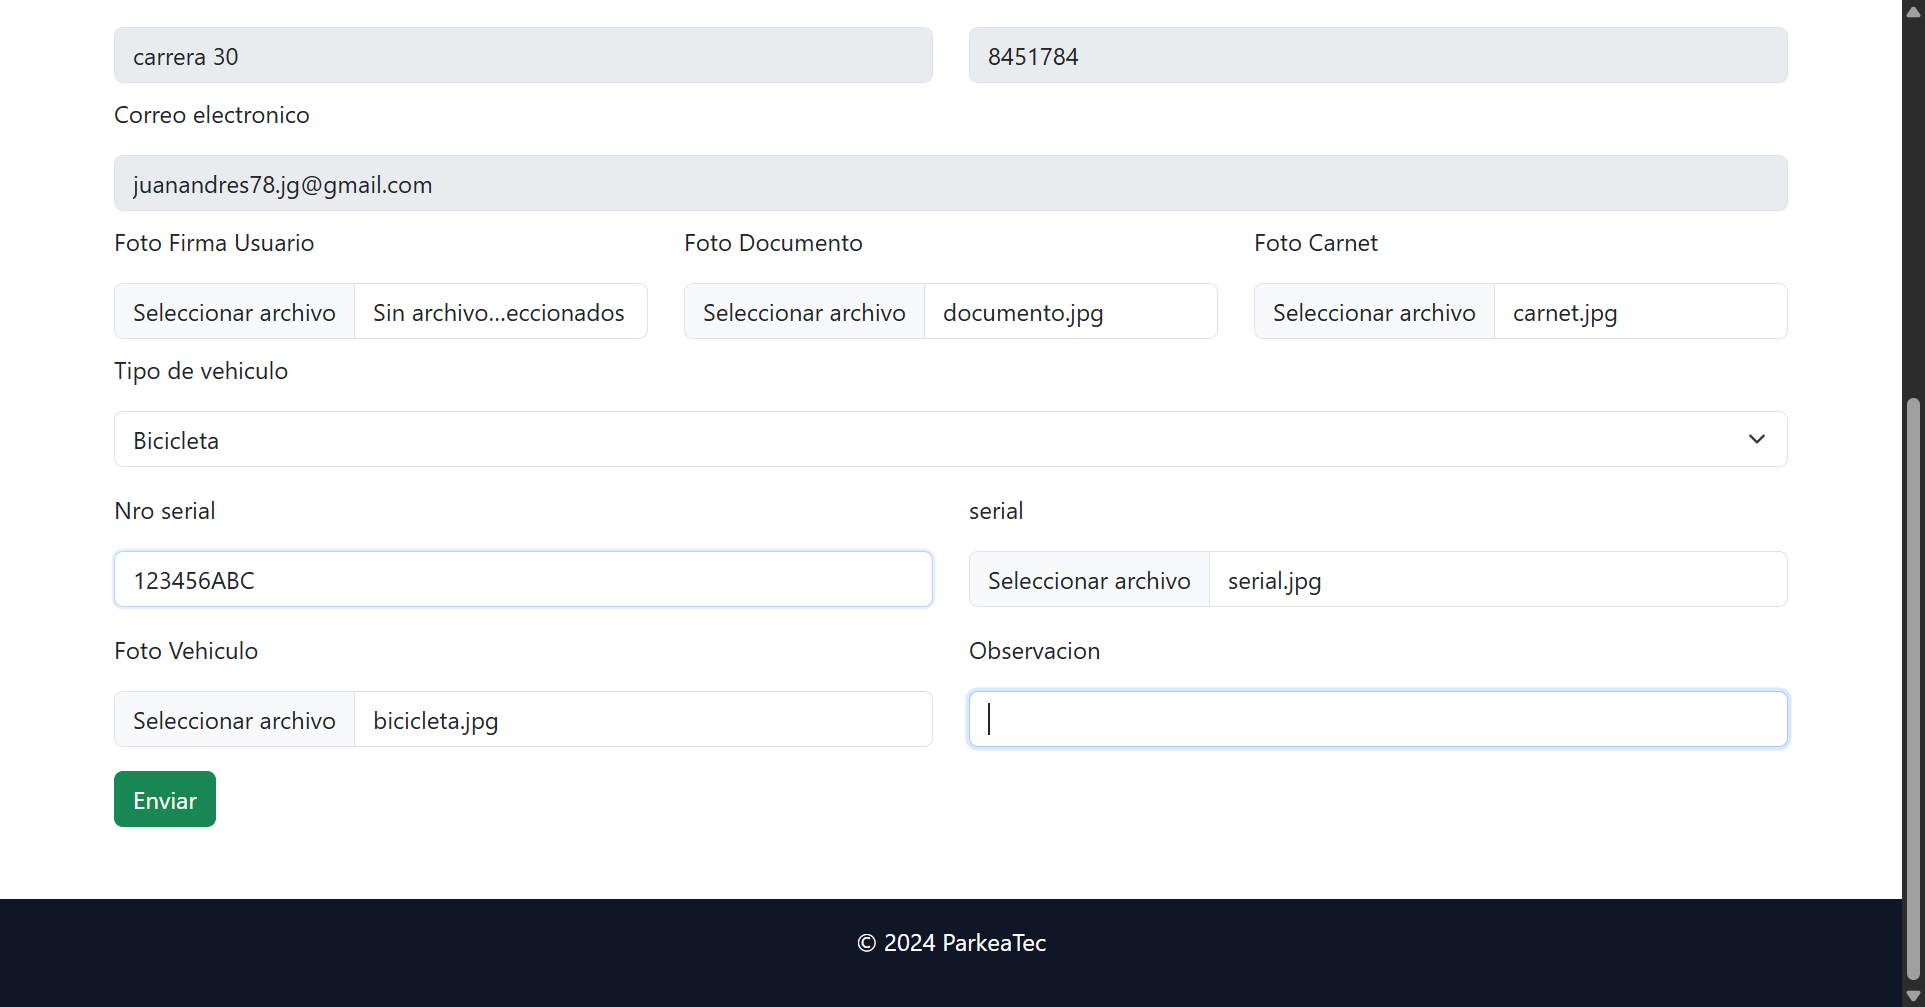 carrera 30
8451784
Correo electronico
juanandres78.jg@gmail.com
Foto Firma Usuario
Foto Documento
Foto Carnet
Seleccionar archivo
Sin archivo...eccionados
Seleccionar archivo
documento.jpg
Seleccionar archivo
carnet.jpg
Tipo de vehiculo
Bicicleta
Nro serial
serial
123456ABC
Seleccionar archivo
serial.jpg
Foto Vehiculo
Observacion
Seleccionar archivo
bicicleta.jpg
Enviar
© 2024 ParkeaTec